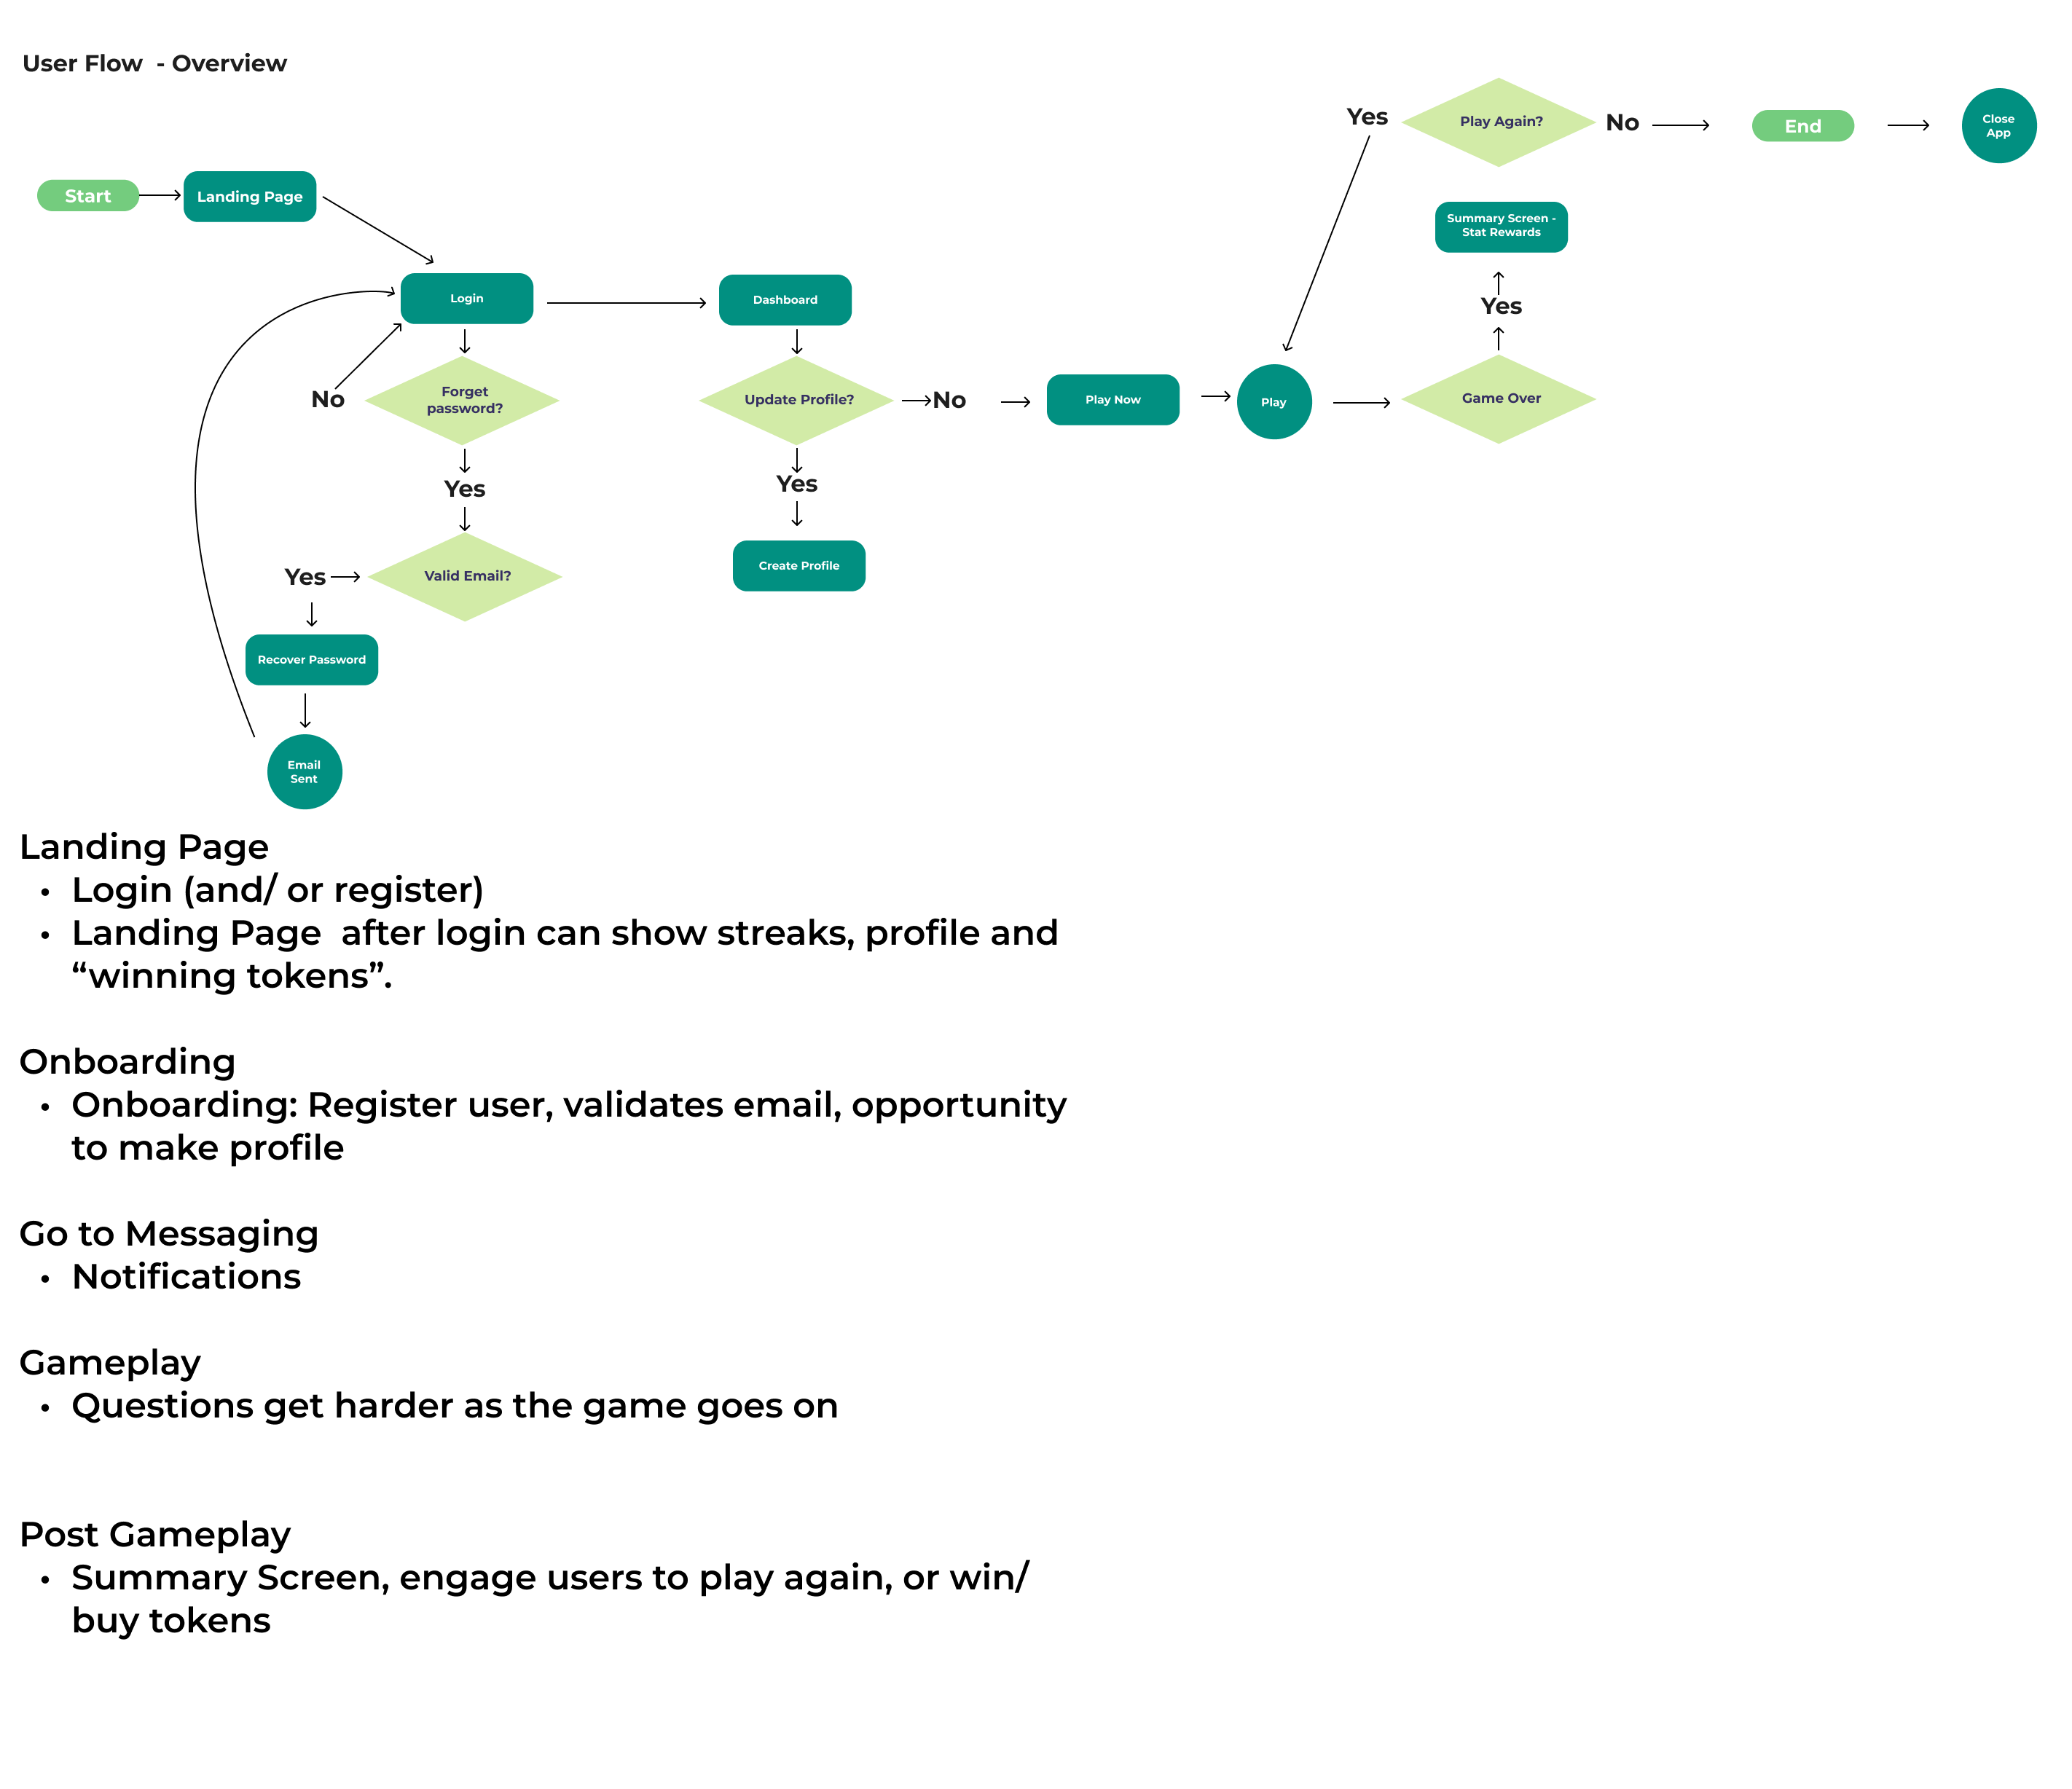 User Flow  - Overview
Yes
Play Again?
No
End
Close
App
Start
Landing Page
Summary Screen -
Stat Rewards
Login
Dashboard
Yes
No
Forget
password?
Update Profile?
No
Play Now
Play
Game Over
Yes
Yes
Yes
Valid Email?
Create Profile
Recover Password
Email
Sent
Landing Page
• Login (and/ or register)
• Landing Page  after login can show streaks, profile and
“winning tokens”.
Onboarding
• Onboarding: Register user, validates email, opportunity
to make profile
Go to Messaging
• Notifications
Gameplay
• Questions get harder as the game goes on
Post Gameplay
• Summary Screen, engage users to play again, or win/
buy tokens